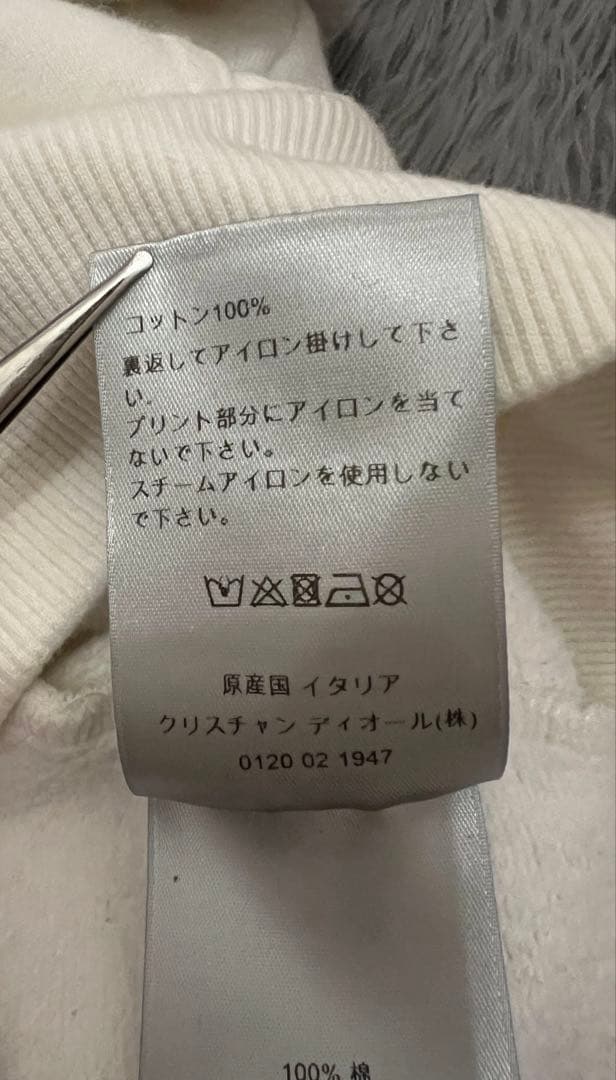 コットン100%
裏返してアイロン掛けして下さ
い。
プリント部分にアイロンを当て
ないで下さい。
スチームアイロンを使用しない
で下さい。
原産国 イタリア
クリスチャン ディオール(株)
0120 02 1947
100% 棉